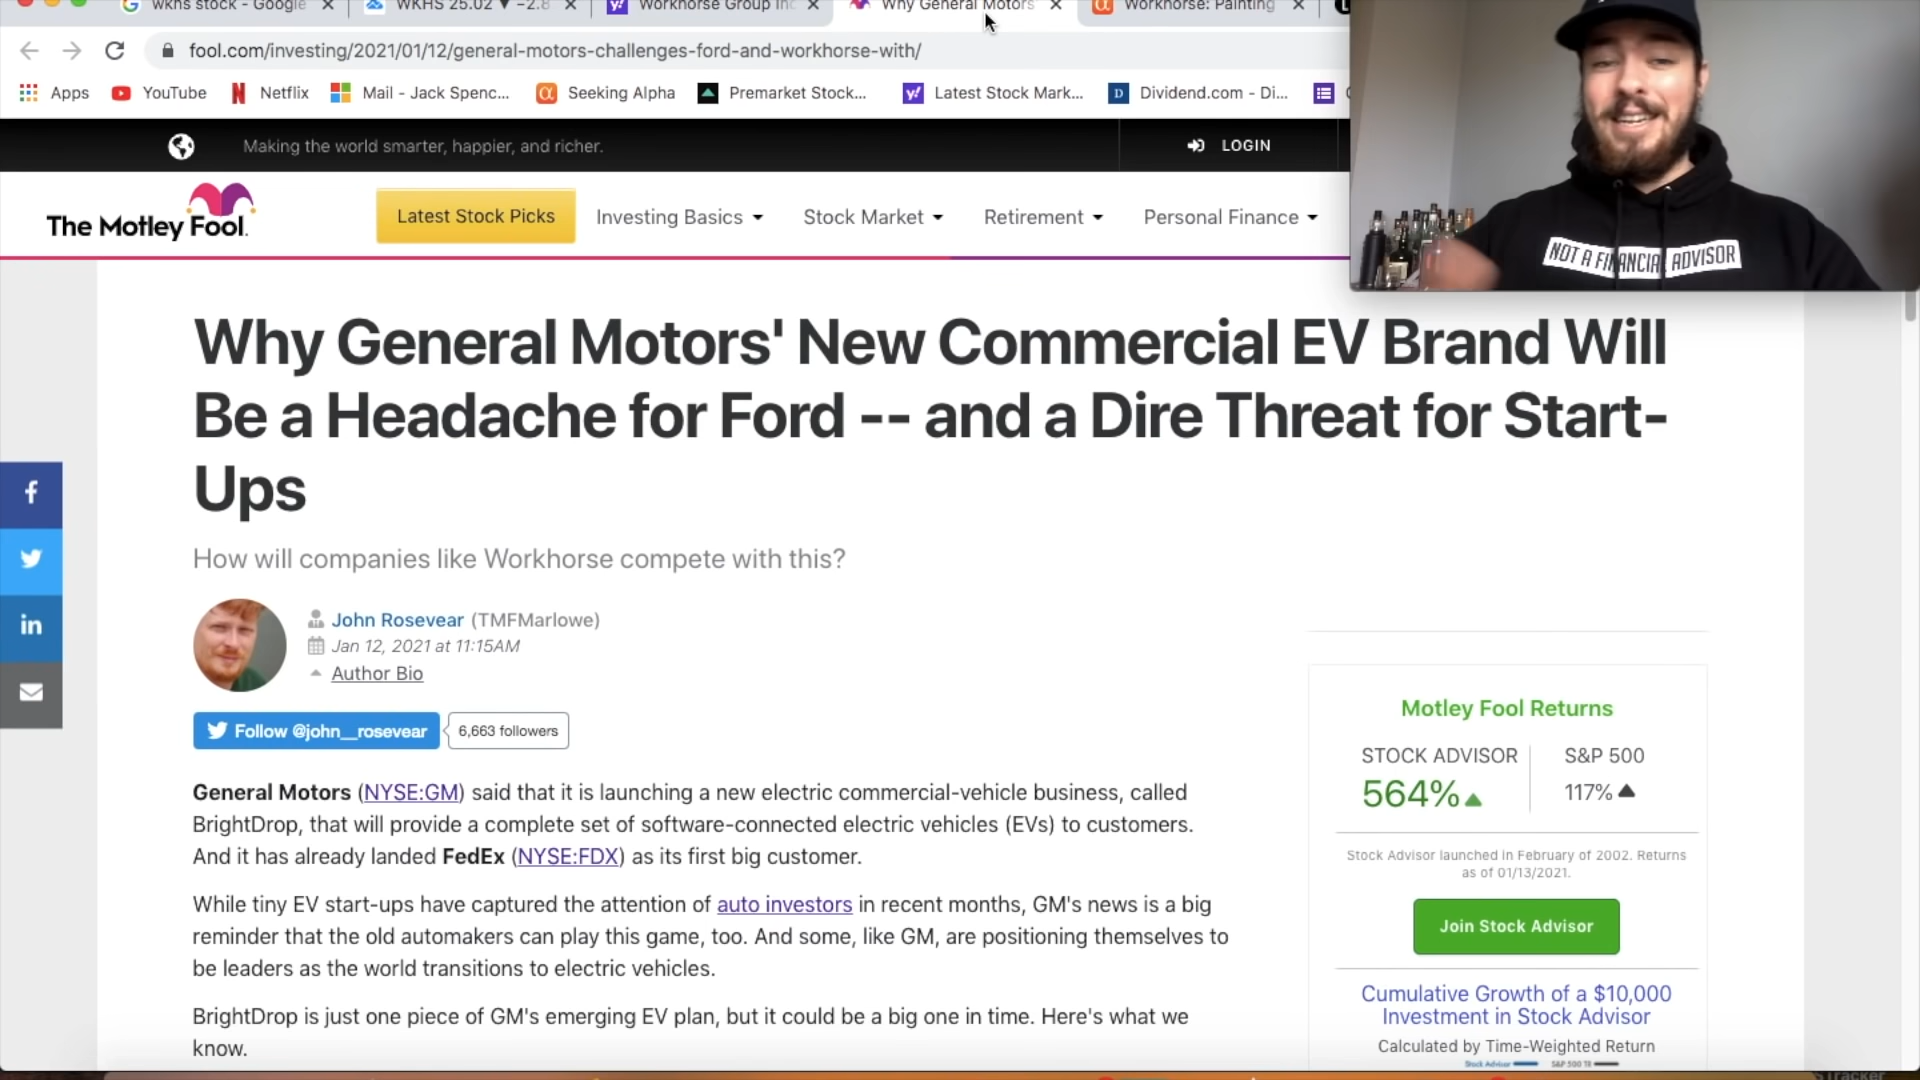 wkhs stock - Google
WKHS 25.02 ▼ −2.8
Workhorse Group Inc
Why General Motors
Workhorse: Painting
fool.com/investing/2021/01/12/general-motors-challenges-ford-and-workhorse-with/
Apps
YouTube
Netflix
Mail - Jack Spenc...
Seeking Alpha
Premarket Stock...
Latest Stock Mark...
Dividend.com - Di...
Making the world smarter, happier, and richer.
LOGIN
The Motley Fool.
Latest Stock Picks
Investing Basics
Stock Market
Retirement
Personal Finance
NOT A FINANCIAL ADVISOR
Why General Motors' New Commercial EV Brand Will
Be a Headache for Ford -- and a Dire Threat for Start-
Ups
How will companies like Workhorse compete with this?
John Rosevear (TMFMarlowe)
Jan 12, 2021 at 11:15AM
Author Bio
Follow @john__rosevear
6,663 followers
General Motors (NYSE:GM) said that it is launching a new electric commercial-vehicle business, called
BrightDrop, that will provide a complete set of software-connected electric vehicles (EVs) to customers.
And it has already landed FedEx (NYSE:FDX) as its first big customer.
While tiny EV start-ups have captured the attention of auto investors in recent months, GM's news is a big
reminder that the old automakers can play this game, too. And some, like GM, are positioning themselves to
be leaders as the world transitions to electric vehicles.
BrightDrop is just one piece of GM's emerging EV plan, but it could be a big one in time. Here's what we
know.
Motley Fool Returns
STOCK ADVISOR
S&P 500
564%
117%
Stock Advisor launched in February of 2002. Returns
as of 01/13/2021.
Join Stock Advisor
Cumulative Growth of a $10,000
Investment in Stock Advisor
Calculated by Time-Weighted Return
Stock Advisor
S&P 500 TR